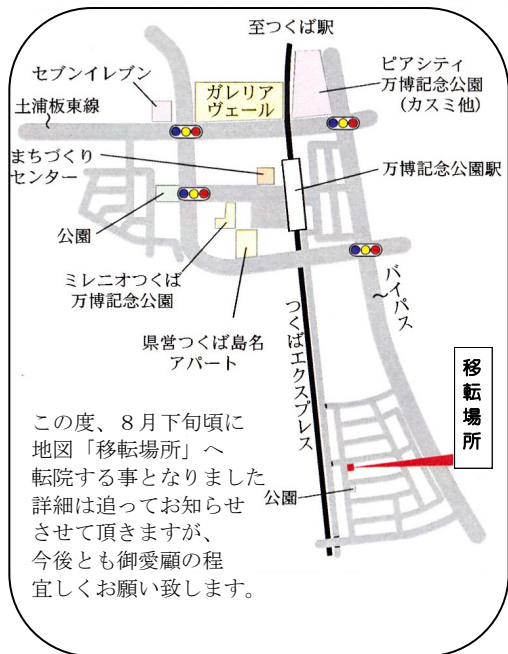 至つくば駅
セブンイレブン
ガレリア
ヴェール
ピアシティ
万博記念公園
（カスミ他）
土浦板東線
まちづくり
センター
万博記念公園駅
公園
ミレニオつくば
万博記念公園
バイパス
県営つくば島名
アパート
つくばエクスプレス
移転場所
公園
この度、８月下旬頃に
地図「移転場所」へ
転院する事となりました
詳細は追ってお知らせ
させて頂きますが、
今後とも御愛顧の程
宜しくお願い致します。